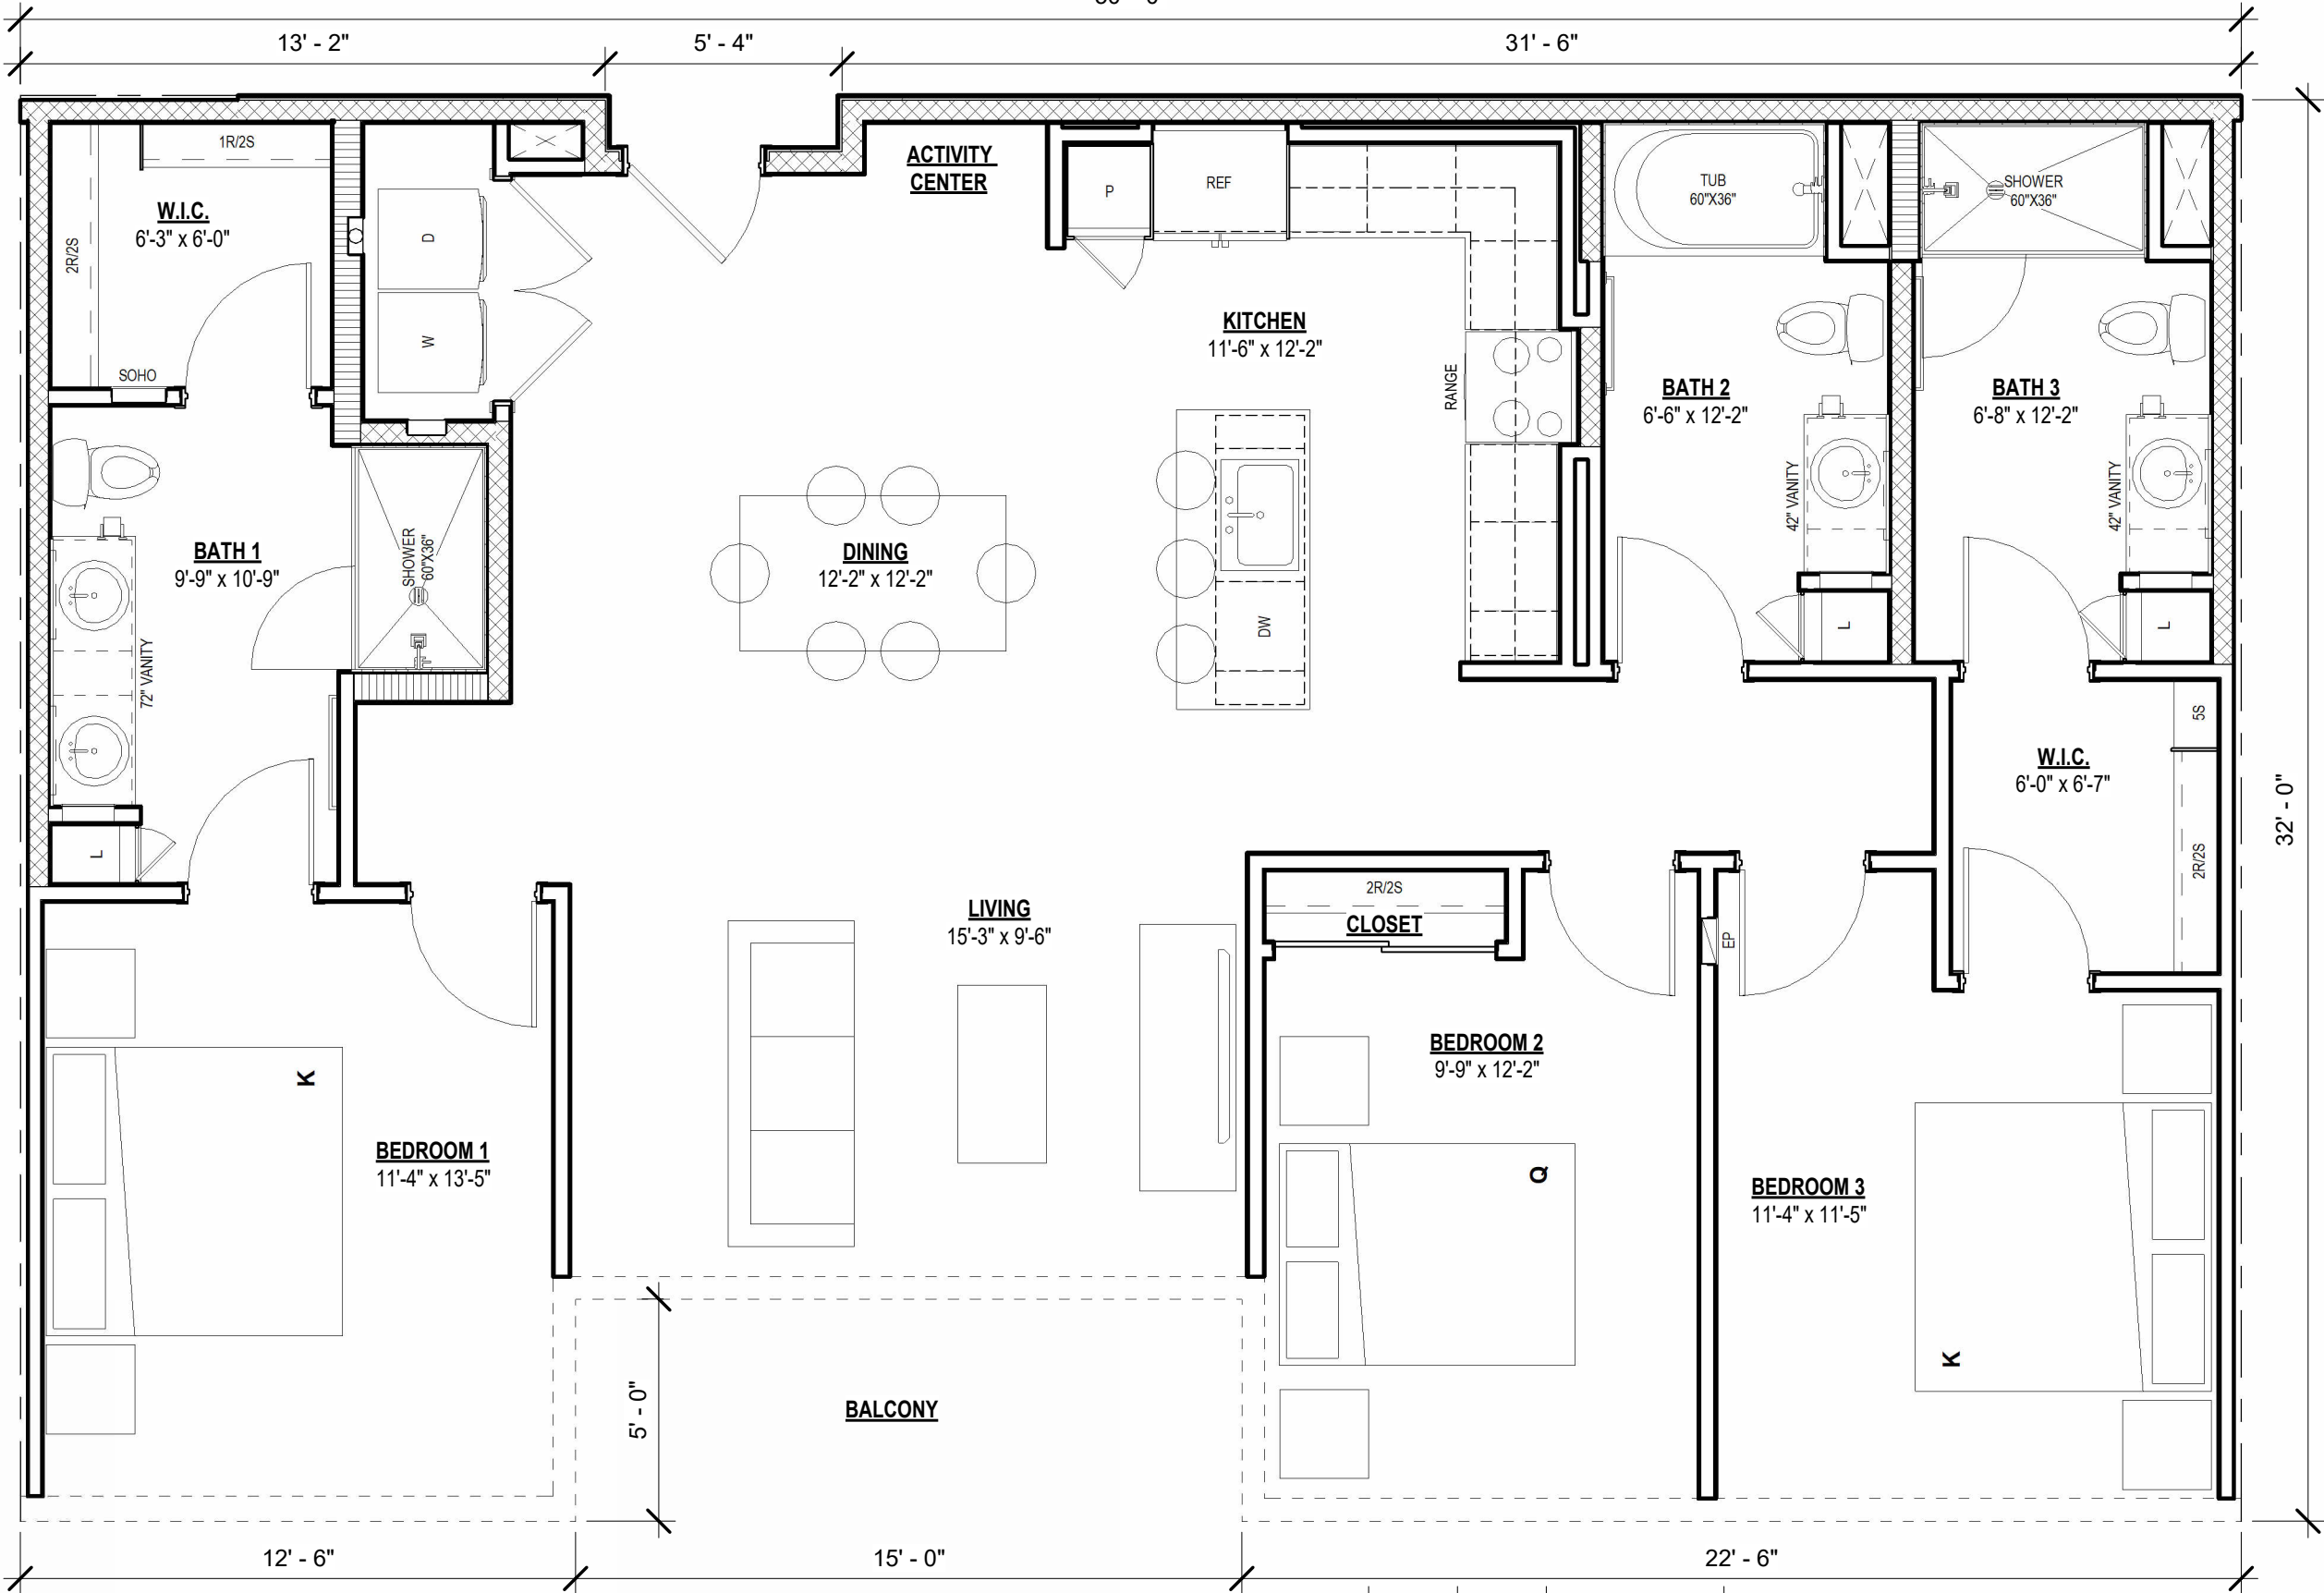 13' - 2"
5' - 4"
31' - 6"
1R/2S
W.I.C.
6'-3" x 6'-0"
2R/2S
SOHO
D
W
ACTIVITY
CENTER
P
REF
KITCHEN
11'-6" x 12'-2"
RANGE
TUB
60"X36"
SHOWER
60"X36"
BATH 2
6'-6" x 12'-2"
42" VANITY
L
BATH 3
6'-8" x 12'-2"
42" VANITY
L
BATH 1
9'-9" x 10'-9"
SHOWER
60"X36"
72" VANITY
L
DINING
12'-2" x 12'-2"
DW
5S
W.I.C.
6'-0" x 6'-7"
2R/2S
32' - 0"
LIVING
15'-3" x 9'-6"
2R/2S
CLOSET
EP
K
BEDROOM 1
11'-4" x 13'-5"
BEDROOM 2
9'-9" x 12'-2"
Q
BEDROOM 3
11'-4" x 11'-5"
K
5' - 0"
BALCONY
12' - 6"
15' - 0"
22' - 6"